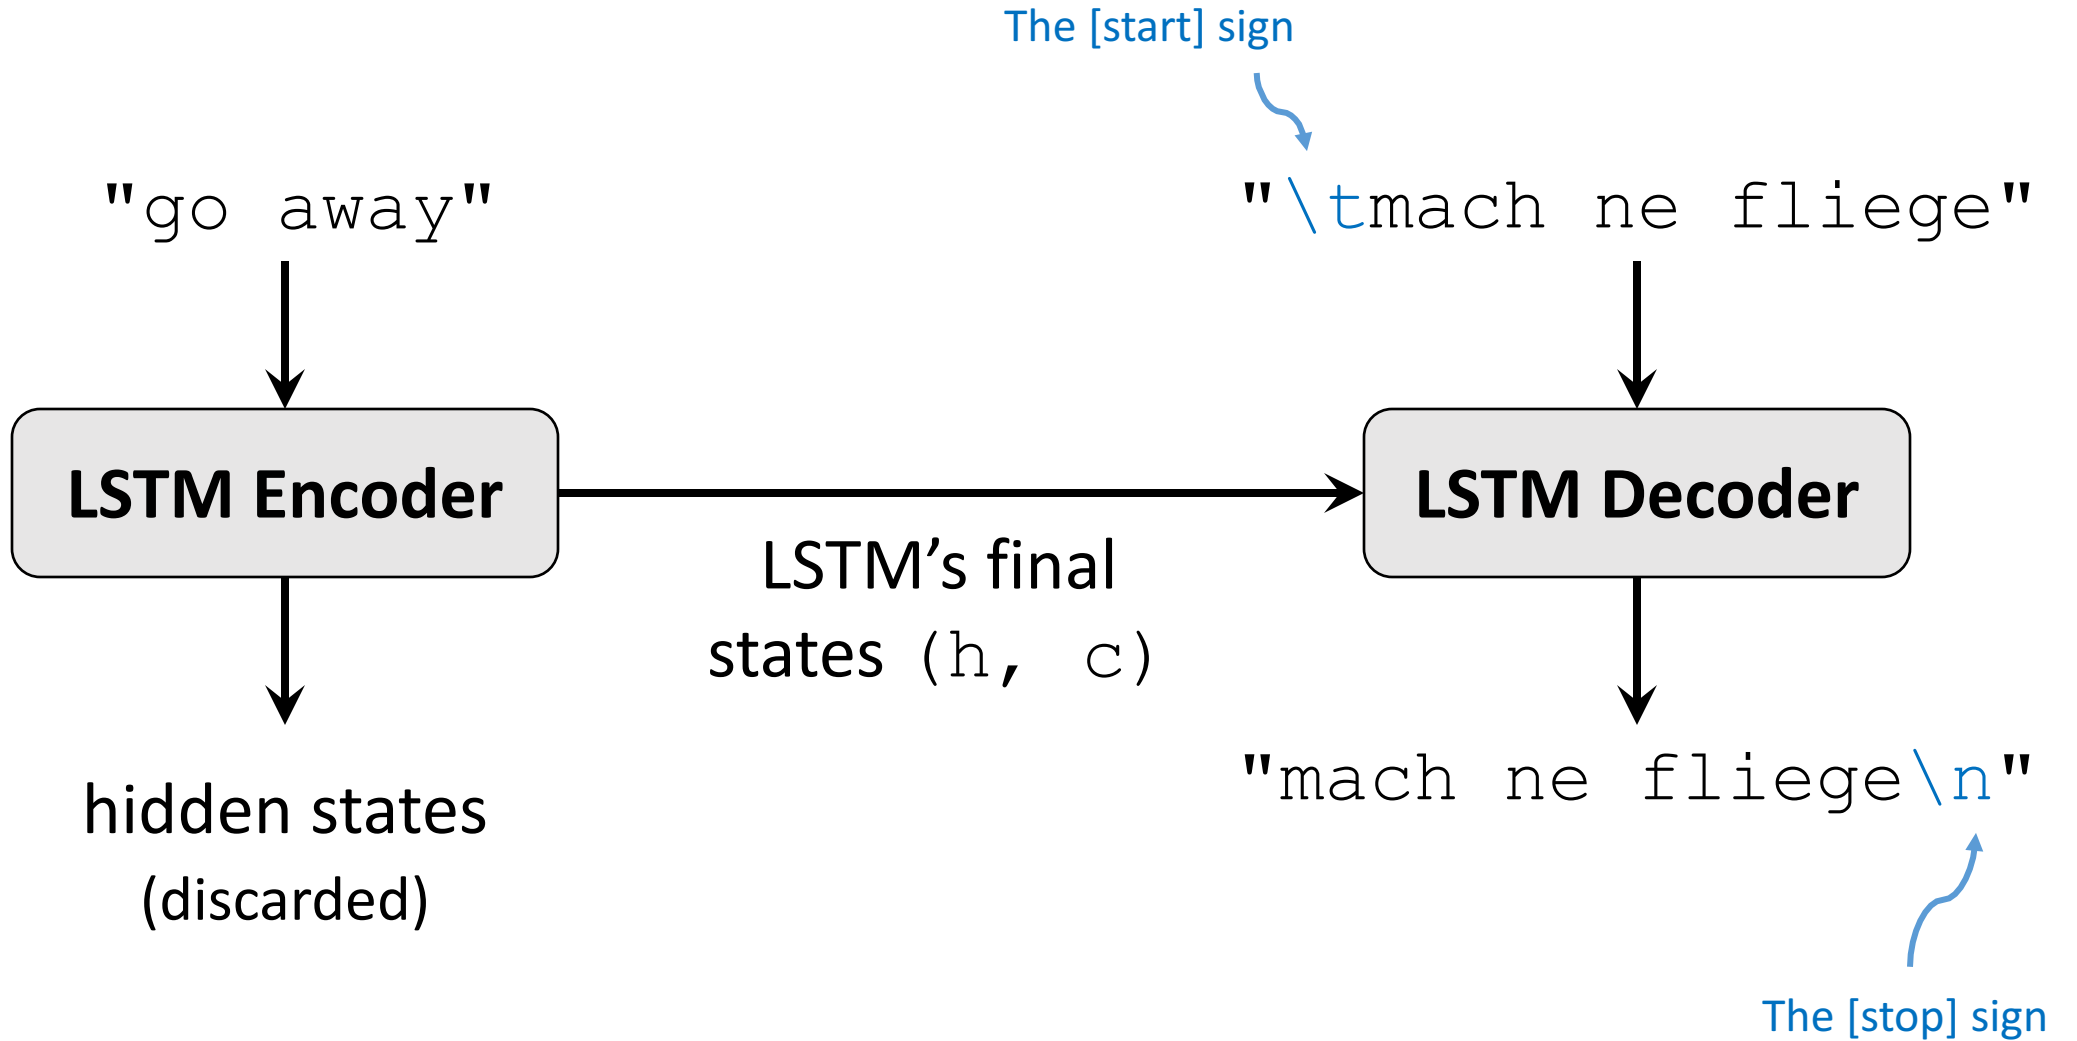 The [start] sign
"go away"
"\tmach ne fliege"
LSTM Encoder
LSTM Decoder
LSTM’s final
states (h, c)
hidden states
(discarded)
"mach ne fliege\n"
The [stop] sign